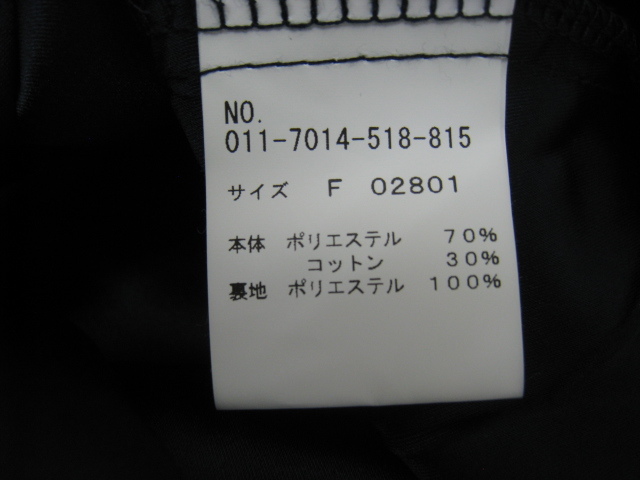 NO.
011-7014-518-815
サイズ F 02801
本体 ポリエステル 70%
コットン 30%
裏地 ポリエステル 100%